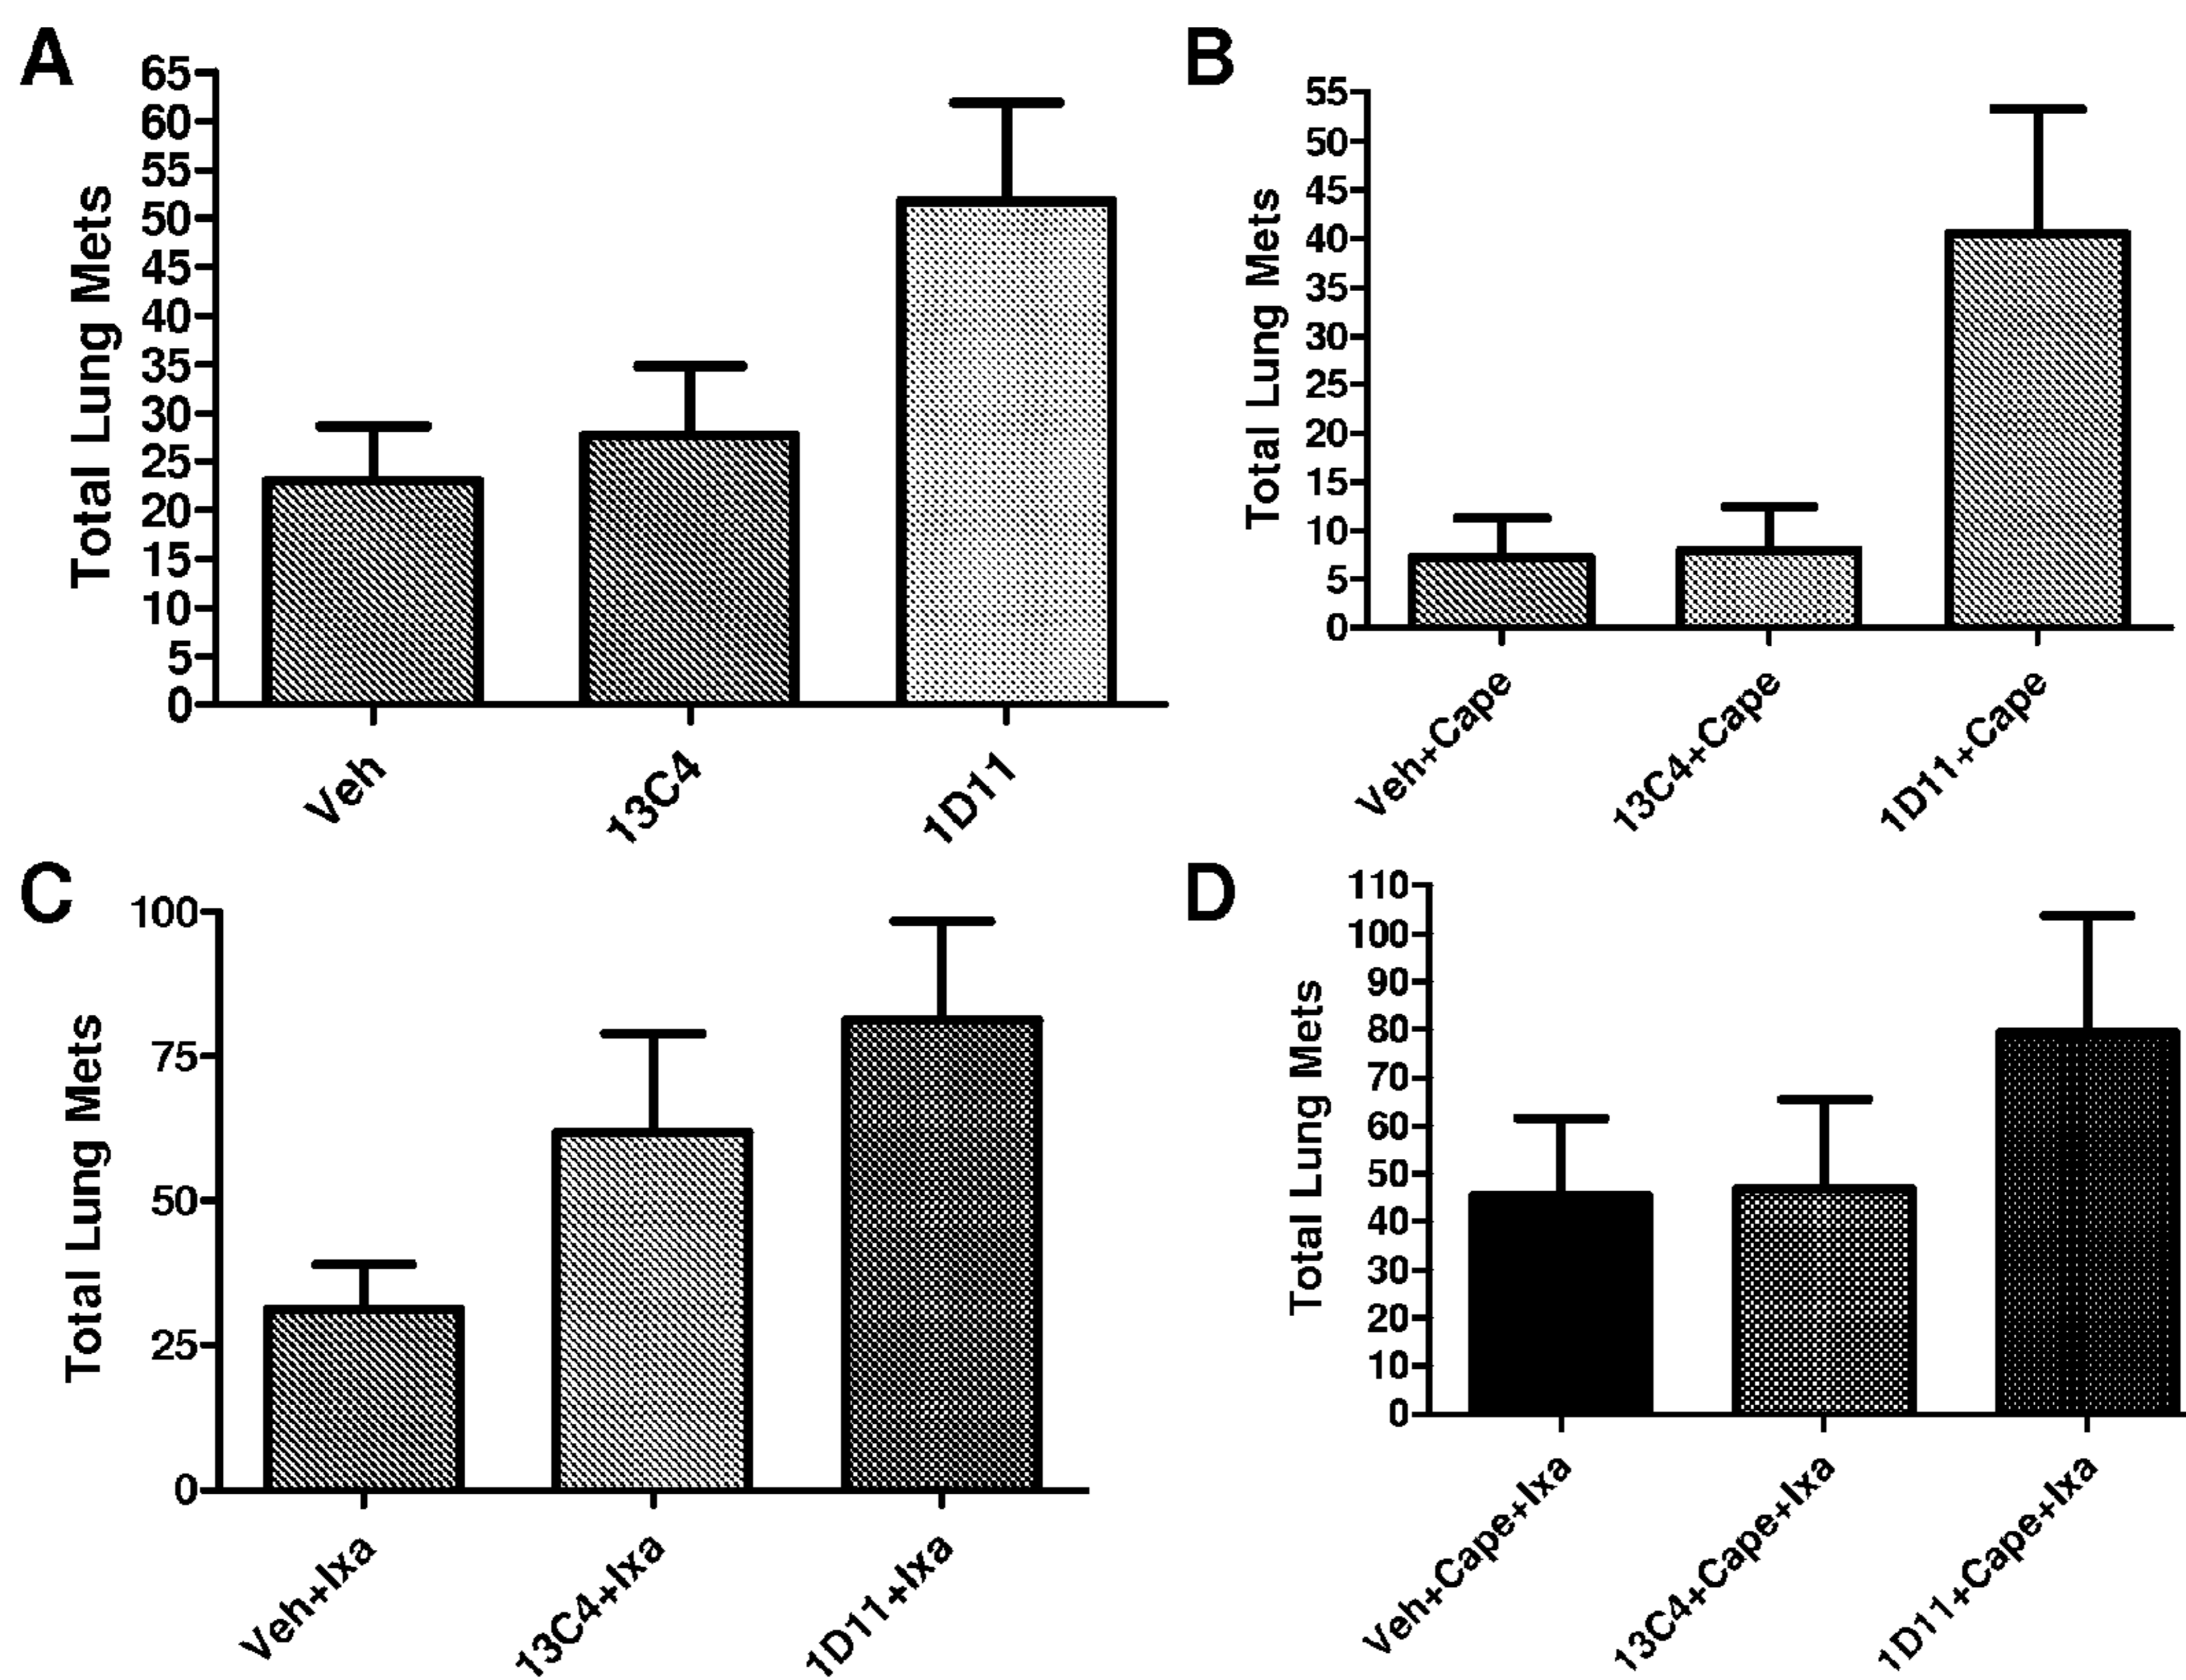 A
Total Lung Mets
65
60
55
50
45
40
35
30
25
20
15
10
5
0
Veh
13C4
1D11
B
Total Lung Mets
55
50
45
40
35
30
25
20
15
10
5
0
Veh+Cape
13C4+Cape
1D11+Cape
C
Total Lung Mets
100
75
50
25
0
Veh+Ixa
13C4+Ixa
1D11+Ixa
D
Total Lung Mets
110
100
90
80
70
60
50
40
30
20
10
0
Veh+Cape+Ixa
13C4+Cape+Ixa
1D11+Cape+Ixa